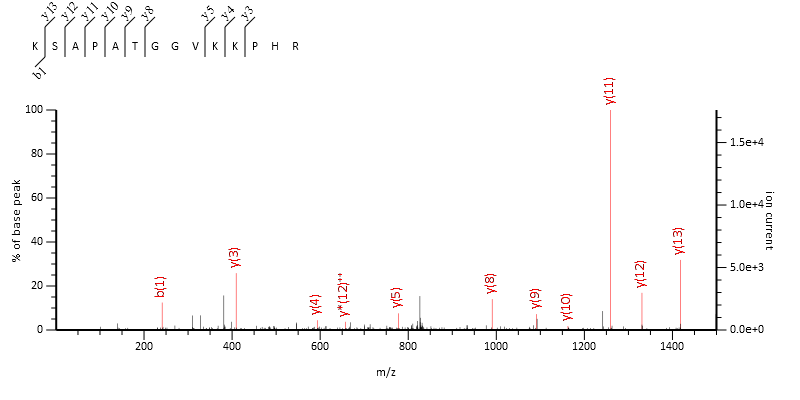 y13 y12 y11 y10 y9 y8 y5 y4 y3
K S A P A T G G V K K P H R
b1
100
80
60
40
20
0
% of base peak
1.5e+4
1.0e+4
5.0e+3
0.0e+0
ion current
b(1)
y(3)
y(4)
y*(12)++
y(5)
y(8)
y(9)
y(10)
y(11)
y(12)
y(13)
200 400 600 800 1000 1200 1400
m/z